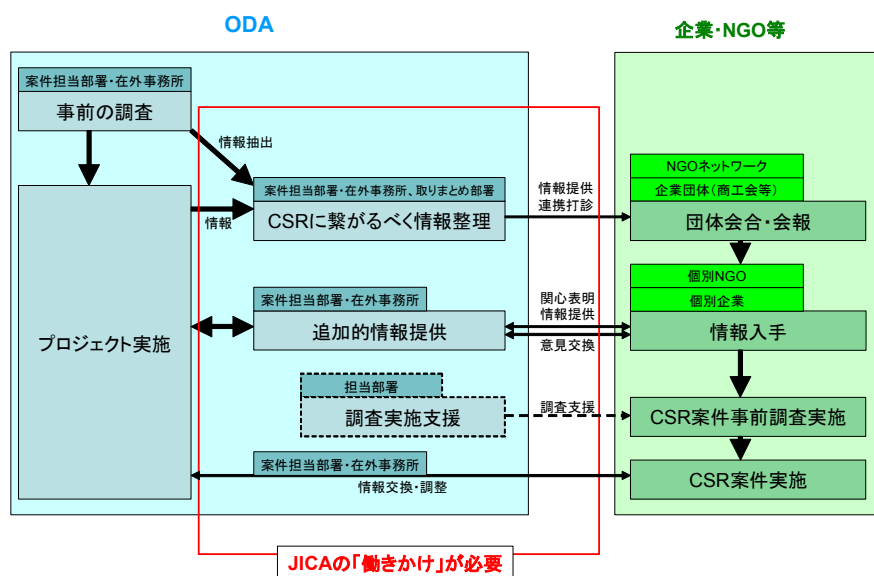 ODA
企業・NGO等
案件担当部署・在外事務所
事前の調査
情報抽出
案件担当部署・在外事務所、取りまとめ部署
CSRに繋がるべく情報整理
情報
情報提供
連携打診
NGOネットワーク
企業団体(商工会等)
団体会合・会報
プロジェクト実施
案件担当部署・在外事務所
追加的情報提供
関心表明
情報提供
意見交換
個別NGO
個別企業
情報入手
担当部署
調査実施支援
調査支援
CSR案件事前調査実施
案件担当部署・在外事務所
情報交換・調整
CSR案件実施
JICAの「働きかけ」が必要